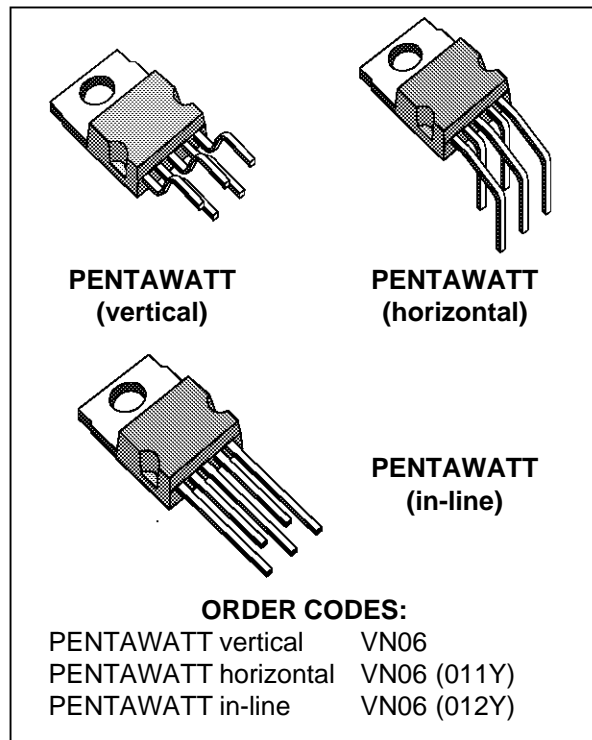 PENTAWATT
(vertical)
PENTAWATT
(horizontal)
PENTAWATT
(in-line)
ORDER CODES:
PENTAWATT vertical VN06
PENTAWATT horizontal VN06 (011Y)
PENTAWATT in-line VN06 (012Y)